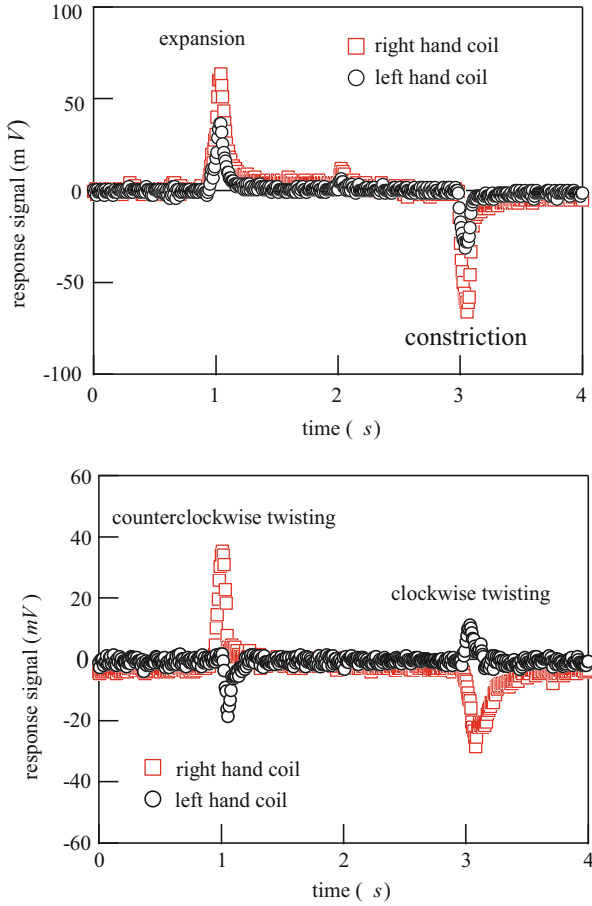 100
50
0
-50
-100
response signal (m V)
expansion
right hand coil
left hand coil
constriction
0
1
2
3
4
time ( s)
60
40
20
0
-20
-40
-60
response signal (mV)
counterclockwise twisting
clockwise twisting
right hand coil
left hand coil
0
1
2
3
4
time ( s)